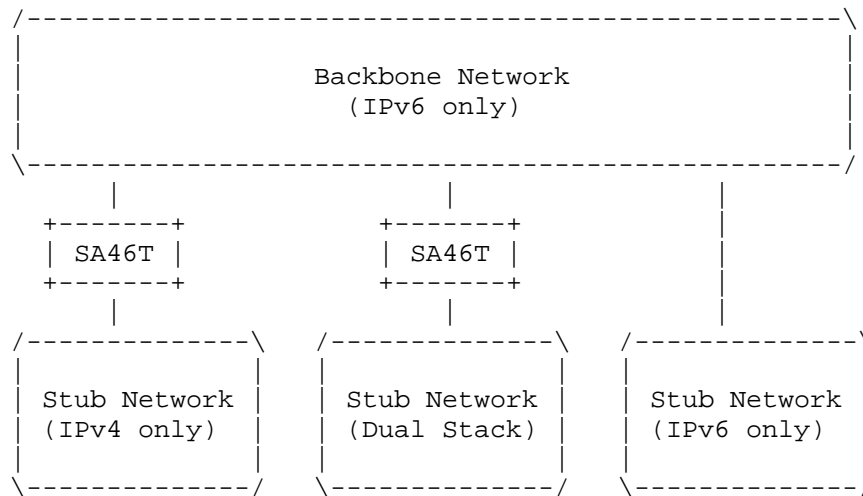 Backbone Network
(IPv6 only)
SA46T
SA46T
Stub Network
(IPv4 only)
Stub Network
(Dual Stack)
Stub Network
(IPv6 only)